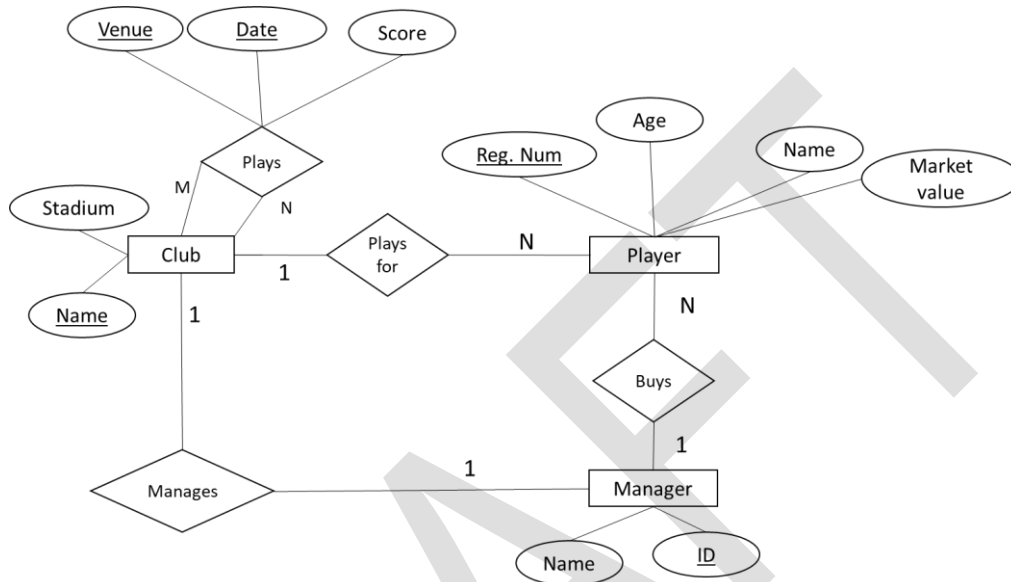 Venue
Date
Score
Plays
M
N
Stadium
Club
Name
1
1
Plays
for
N
Reg. Num
Age
Name
Market
value
Player
N
Buys
1
Manages
1
Manager
Name
ID